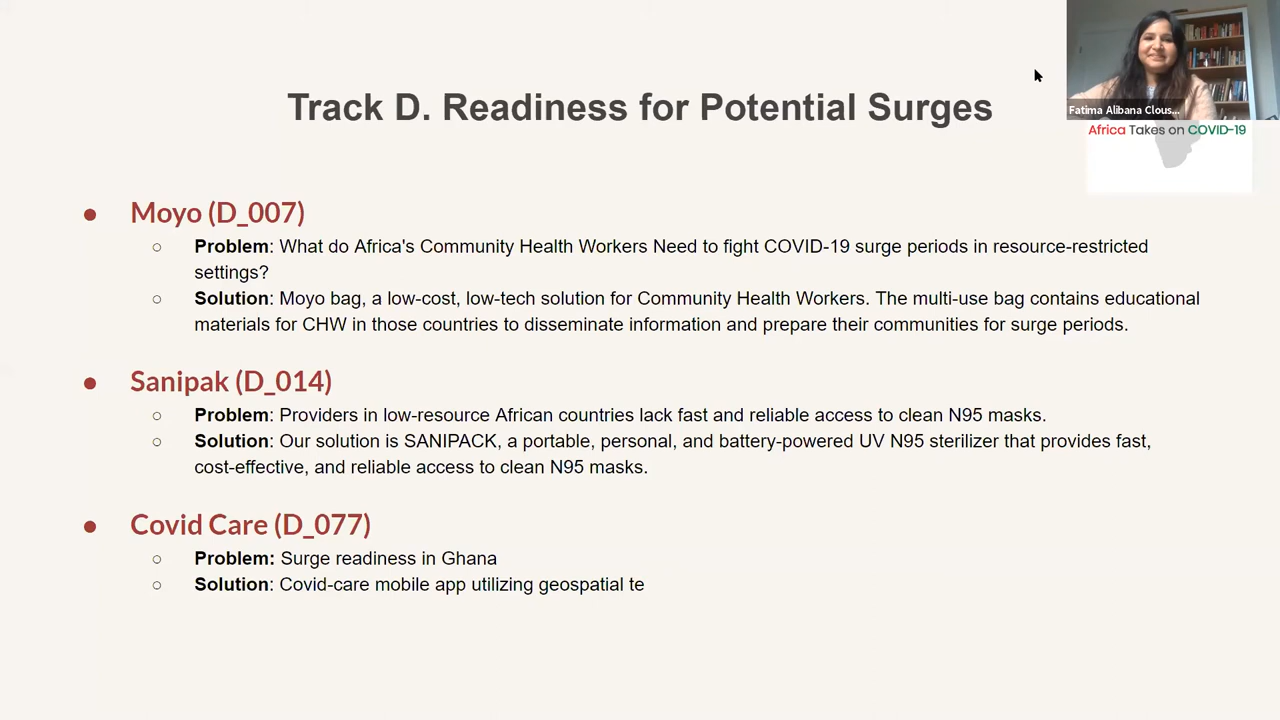 Track D. Readiness for Potential Surges
Fatima Alibana Clous...
Africa Takes on COVID-19
● Moyo (D_007)
○ Problem: What do Africa's Community Health Workers Need to fight COVID-19 surge periods in resource-restricted
settings?
○ Solution: Moyo bag, a low-cost, low-tech solution for Community Health Workers. The multi-use bag contains educational
materials for CHW in those countries to disseminate information and prepare their communities for surge periods.
● Sanipak (D_014)
○ Problem: Providers in low-resource African countries lack fast and reliable access to clean N95 masks.
○ Solution: Our solution is SANIPACK, a portable, personal, and battery-powered UV N95 sterilizer that provides fast,
cost-effective, and reliable access to clean N95 masks.
● Covid Care (D_077)
○ Problem: Surge readiness in Ghana
○ Solution: Covid-care mobile app utilizing geospatial te